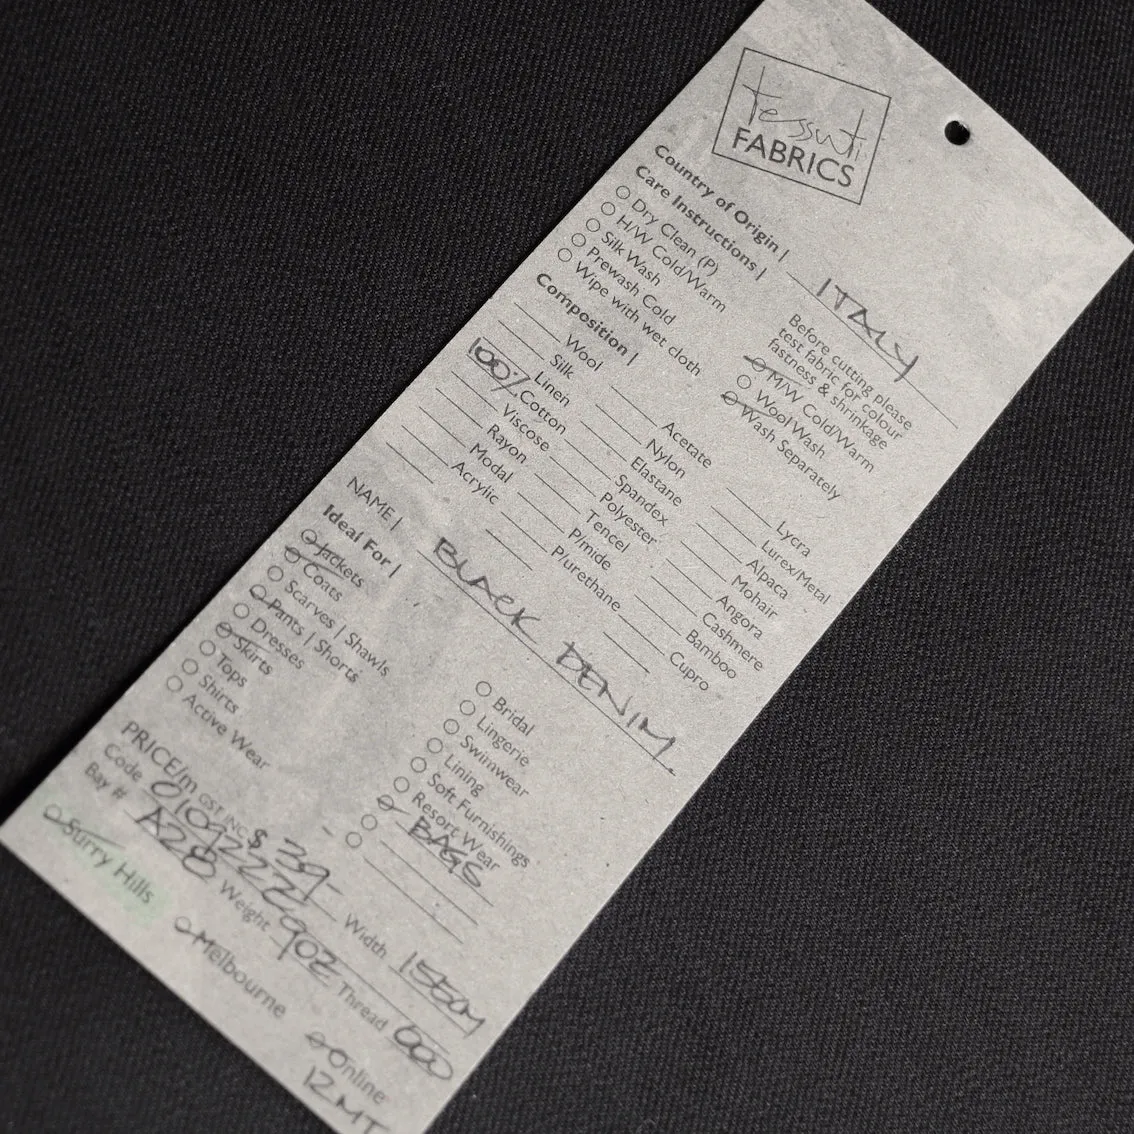 tessuti
FABRICS
Country of Origin | ITALY
Care Instructions |
Dry Clean (P)
H/W Cold/Warm
Silk Wash
Prewash Cold
Wipe with wet cloth
Before cutting please
test fabric for colour
fastness & shrinkage
M/W Cold/Warm
Wool Wash
Wash Separately
Composition |
Wool
Silk
Linen
100% Cotton
Viscose
Rayon
Modal
Acrylic
Acetate
Nylon
Elastane
Spandex
Polyester
Tencel
P/mide
P/urethane
Lycra
Lurex/Metal
Alpaca
Mohair
Angora
Cashmere
Bamboo
Cupro
NAME | BLACK DENIM.
Ideal For |
Jackets
Coats
Scarves | Shawls
Pants | Shorts
Dresses
Skirts
Tops
Shirts
Active Wear
Bridal
Lingerie
Swimwear
Lining
Soft Furnishings
Resort Wear
BAGS
PRICE/m GST INC $ 39- Width
Code Weight 9OZ Thread
Bay # A28
Surry Hills
Melbourne
Online
12MT